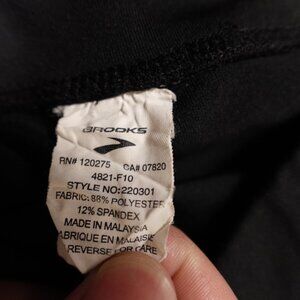 BROOKS
RN# 120275 CA# 07820
4821-F10
STYLE NO:220301
FABRIC: 88% POLYESTER
12% SPANDEX
MADE IN MALAYSIA
FABRIQUE EN MALAISIE
REVERSE FOR CARE